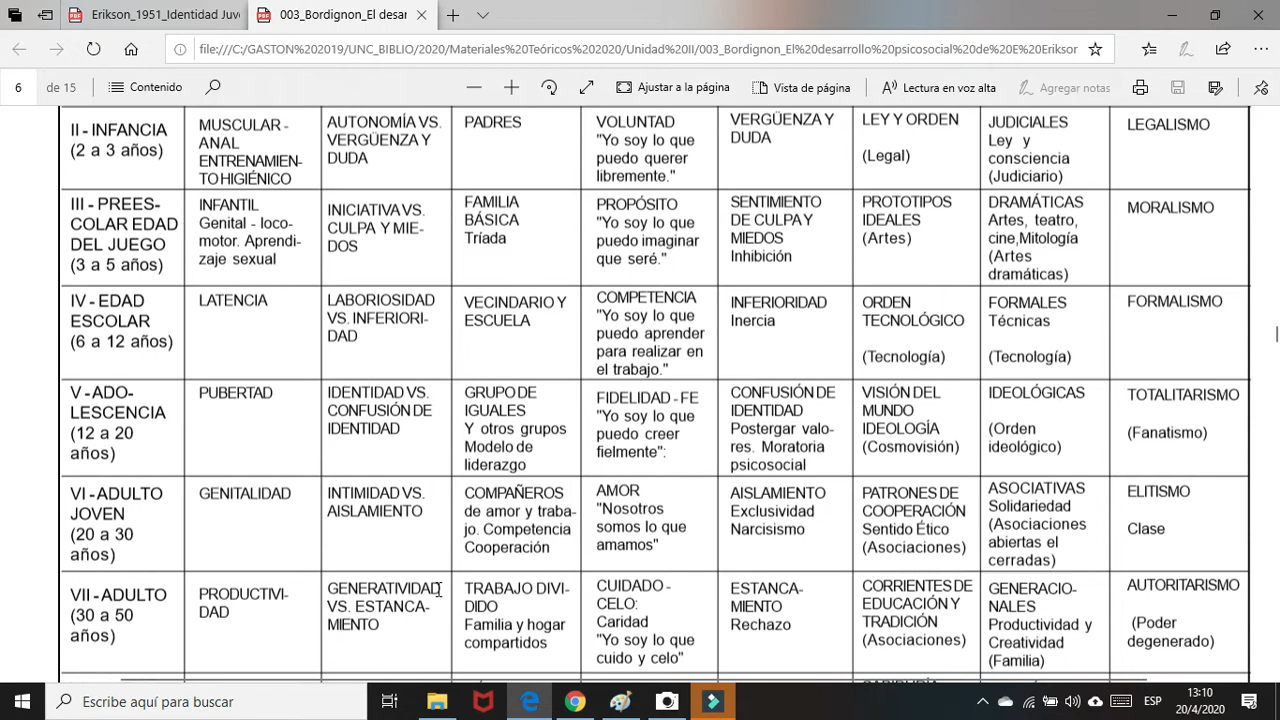 Erikson_1951_Identidad Juv
003_Bordignon_El desar
file:///C:/GASTON%202019/UNC_BIBLIO/2020/Materiales%20Teóricos%202020/Unidad%20II/003_Bordignon_El%20desarrollo%20psicosocial%20de%20E%20Erikson
6 de 15
Contenido
Ajustar a la página
Vista de página
Lectura en voz alta
Agregar notas
II - INFANCIA
(2 a 3 años)
MUSCULAR -
ANAL
ENTRENAMIEN-
TO HIGIÉNICO
AUTONOMÍA VS.
VERGÜENZA Y
DUDA
PADRES
VOLUNTAD
"Yo soy lo que
puedo querer
libremente."
VERGÜENZA Y
DUDA
LEY Y ORDEN
(Legal)
JUDICIALES
Ley y
consciencia
(Judiciario)
LEGALISMO
III - PREES-
COLAR EDAD
DEL JUEGO
(3 a 5 años)
INFANTIL
Genital - loco-
motor. Aprendi-
zaje sexual
INICIATIVA VS.
CULPA Y MIE-
DOS
FAMILIA
BÁSICA
Tríada
PROPÓSITO
"Yo soy lo que
puedo imaginar
que seré."
SENTIMIENTO
DE CULPA Y
MIEDOS
Inhibición
PROTOTIPOS
IDEALES
(Artes)
DRAMÁTICAS
Artes, teatro,
cine,Mitología
(Artes
dramáticas)
MORALISMO
IV - EDAD
ESCOLAR
(6 a 12 años)
LATENCIA
LABORIOSIDAD
VS. INFERIORI-
DAD
VECINDARIO Y
ESCUELA
COMPETENCIA
"Yo soy lo que
puedo aprender
para realizar en
el trabajo."
INFERIORIDAD
Inercia
ORDEN
TECNOLÓGICO
(Tecnología)
FORMALES
Técnicas
(Tecnología)
FORMALISMO
V - ADO-
LESCENCIA
(12 a 20
años)
PUBERTAD
IDENTIDAD VS.
CONFUSIÓN DE
IDENTIDAD
GRUPO DE
IGUALES
Y otros grupos
Modelo de
liderazgo
FIDELIDAD - FE
"Yo soy lo que
puedo creer
fielmente":
CONFUSIÓN DE
IDENTIDAD
Postergar valo-
res. Moratoria
psicosocial
VISIÓN DEL
MUNDO
IDEOLOGÍA
(Cosmovisión)
IDEOLÓGICAS
(Orden
ideológico)
TOTALITARISMO
(Fanatismo)
VI - ADULTO
JOVEN
(20 a 30
años)
GENITALIDAD
INTIMIDAD VS.
AISLAMIENTO
COMPAÑEROS
de amor y traba-
jo. Competencia
Cooperación
AMOR
"Nosotros
somos lo que
amamos"
AISLAMIENTO
Exclusividad
Narcisismo
PATRONES DE
COOPERACIÓN
Sentido Ético
(Asociaciones)
ASOCIATIVAS
Solidariedad
(Asociaciones
abiertas el
cerradas)
ELITISMO
Clase
VII - ADULTO
(30 a 50
años)
PRODUCTIVI-
DAD
GENERATIVIDAD
VS. ESTANCA-
MIENTO
TRABAJO DIVI-
DIDO
Familia y hogar
compartidos
CUIDADO -
CELO:
Caridad
"Yo soy lo que
cuido y celo"
ESTANCA-
MIENTO
Rechazo
CORRIENTES DE
EDUCACIÓN Y
TRADICIÓN
(Asociaciones)
GENERACIO-
NALES
Productividad y
Creatividad
(Familia)
AUTORITARISMO
(Poder
degenerado)
Escribe aquí para buscar
ESP
13:10
20/4/2020